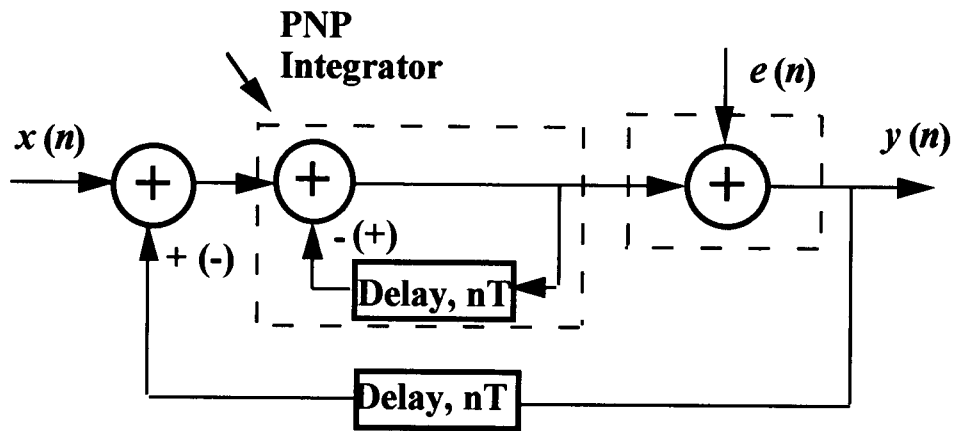 PNP
Integrator
e (n)
x (n)
y (n)
+
+
+
- (+)
+ (-)
Delay, nT
Delay, nT